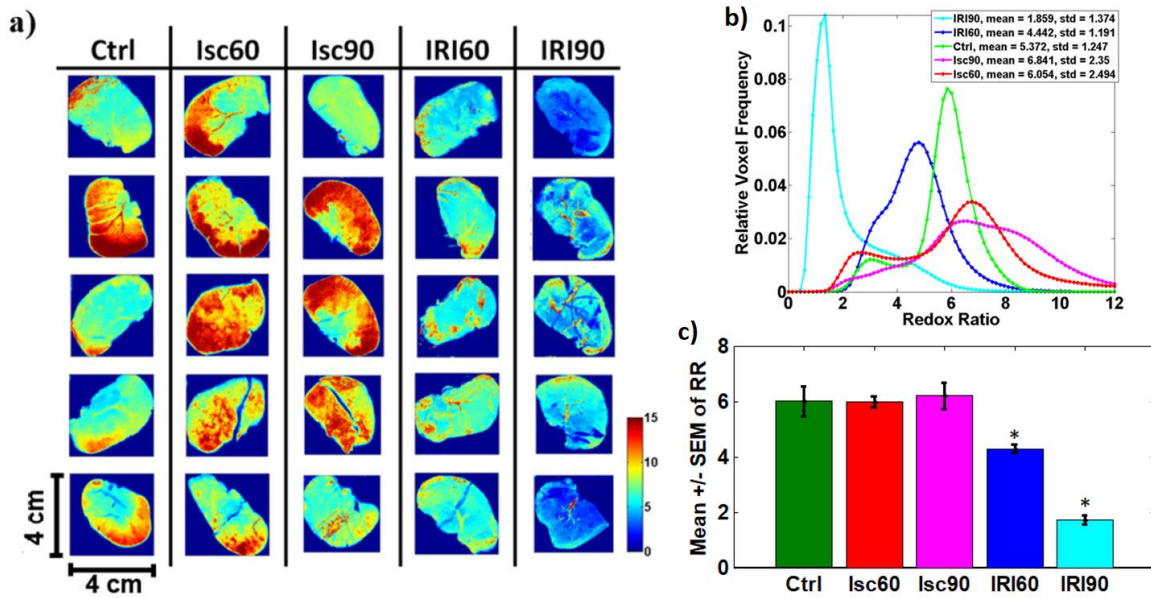 a)
Ctrl Isc60 Isc90 IRI60 IRI90
15
10
5
0
4 cm
4 cm
b)
IRI90, mean = 1.859, std = 1.374
IRI60, mean = 4.442, std = 1.191
Ctrl, mean = 5.372, std = 1.247
Isc90, mean = 6.841, std = 2.35
Isc60, mean = 6.054, std = 2.494
Relative Voxel Frequency
0.1
0.08
0.06
0.04
0.02
0
0 2 4 6 8 10 12
Redox Ratio
c)
Mean +/- SEM of RR
8
6
4
2
0
* *
Ctrl Isc60 Isc90 IRI60 IRI90